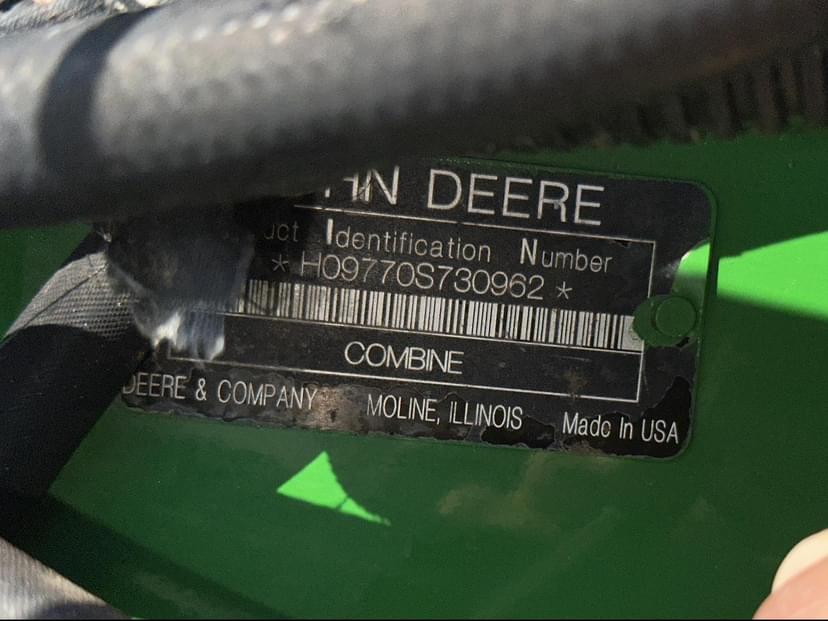 HN DEERE
uct Identification Number
* H09770S730962 *
COMBINE
DEERE & COMPANY MOLINE, ILLINOIS Made In USA